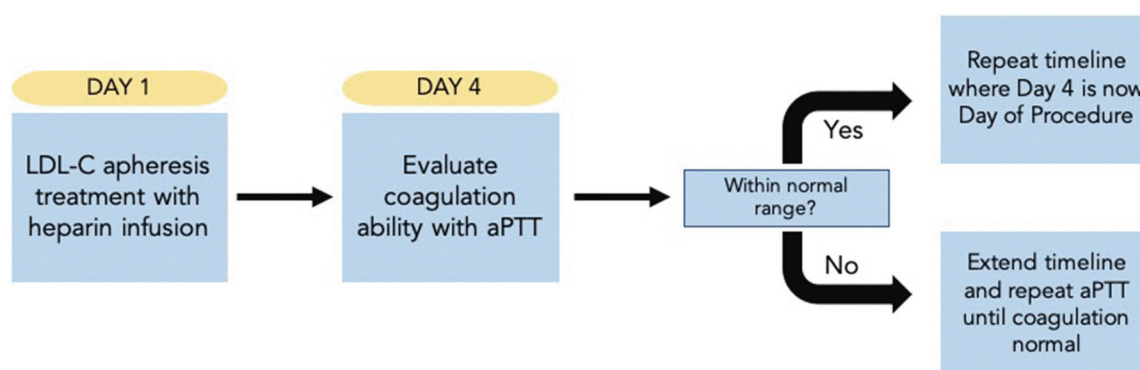 DAY 1
LDL-C apheresis
treatment with
heparin infusion
DAY 4
Evaluate
coagulation
ability with aPTT
Within normal
range?
Yes
Repeat timeline
where Day 4 is now
Day of Procedure
No
Extend timeline
and repeat aPTT
until coagulation
normal